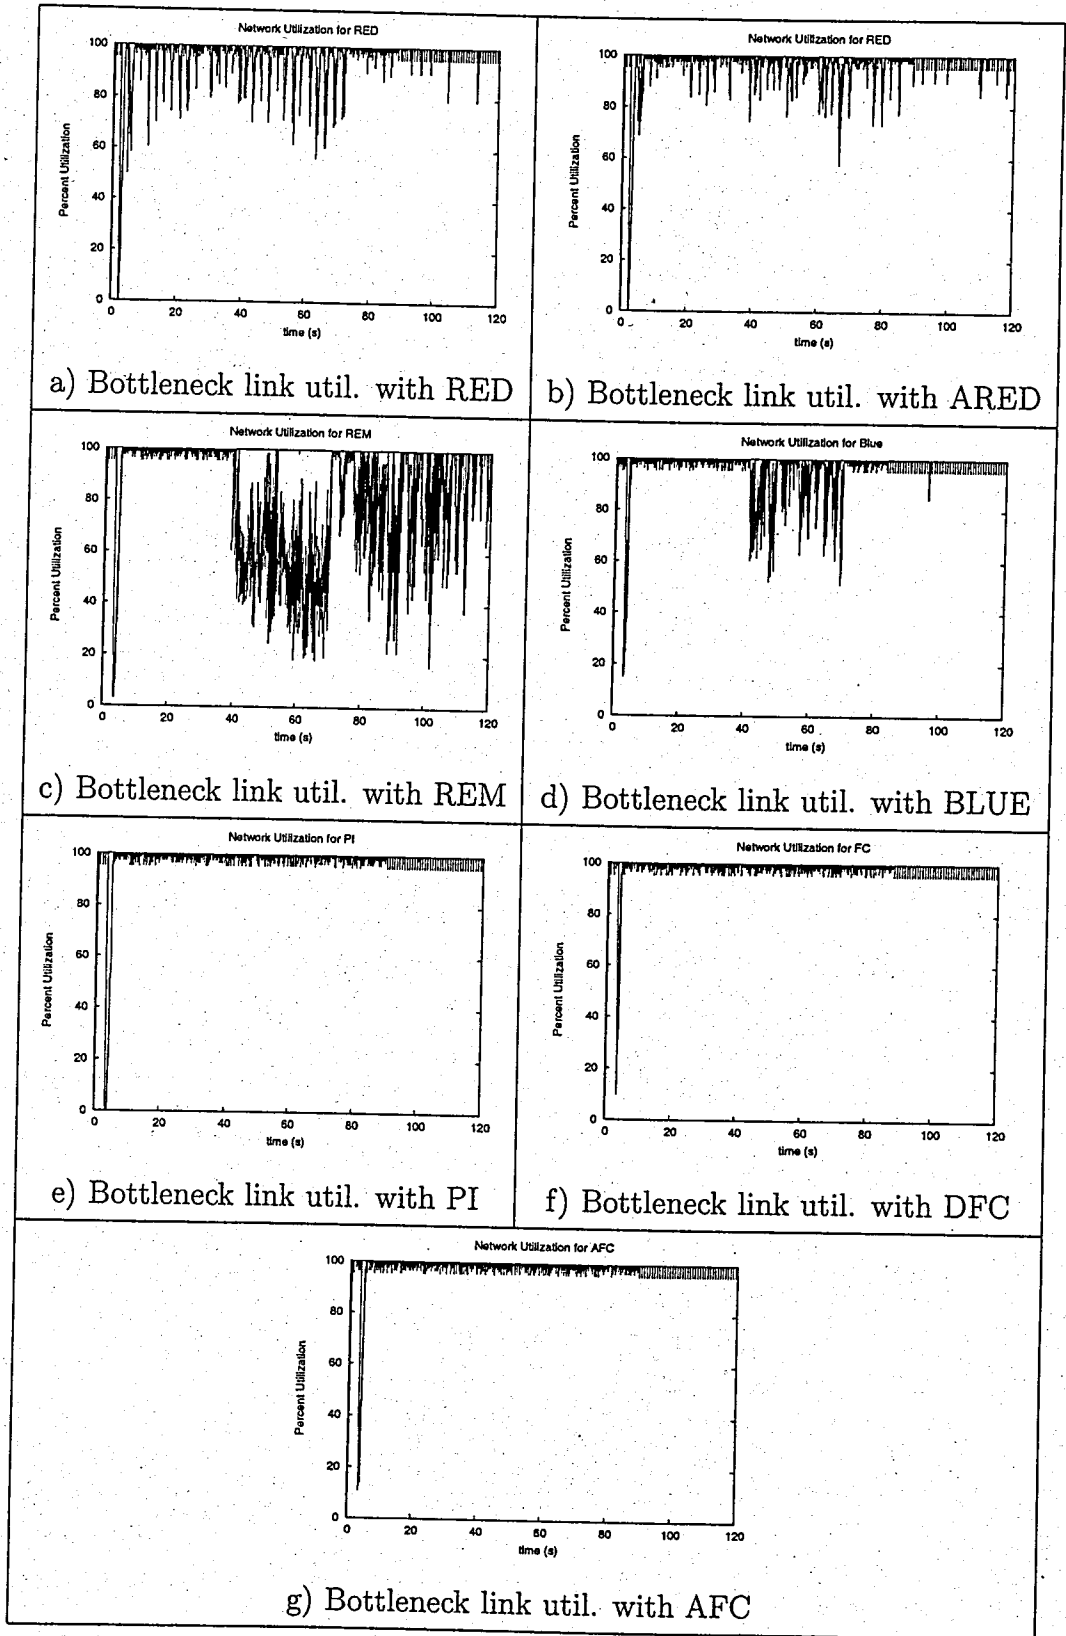 Network Utilization for RED
100
80
60
40
20
0
Percent Utilization
0 20 40 60 80 100 120
time (s)
a) Bottleneck link util. with RED
Network Utilization for RED
100
80
60
40
20
0
Percent Utilization
0 20 40 60 80 100 120
time (s)
b) Bottleneck link util. with ARED
Network Utilization for REM
100
80
60
40
20
0
Percent Utilization
0 20 40 60 80 100 120
time (s)
c) Bottleneck link util. with REM
Network Utilization for Blue
100
80
60
40
20
0
Percent Utilization
0 20 40 60 80 100 120
time (s)
d) Bottleneck link util. with BLUE
Network Utilization for PI
100
80
60
40
20
0
Percent Utilization
0 20 40 60 80 100 120
time (s)
e) Bottleneck link util. with PI
Network Utilization for FC
100
80
60
40
20
0
Percent Utilization
0 20 40 60 80 100 120
time (s)
f) Bottleneck link util. with DFC
Network Utilization for AFC
100
80
60
40
20
0
Percent Utilization
0 20 40 60 80 100 120
time (s)
g) Bottleneck link util. with AFC